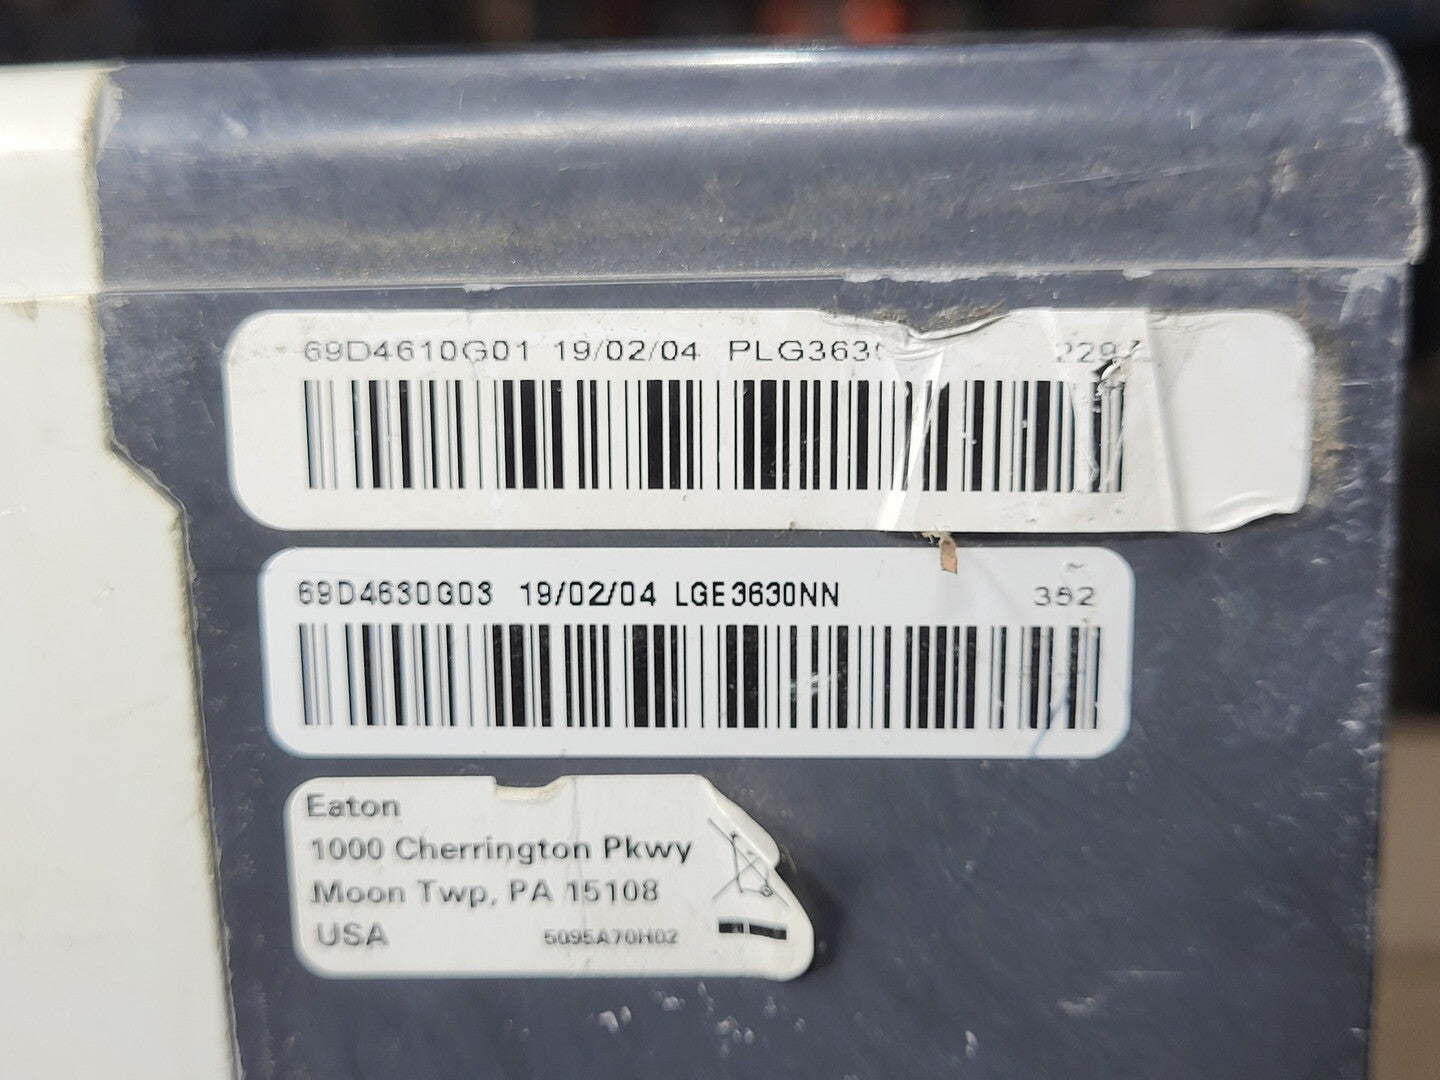 69D4610G01 19/02/04
69D4630G03 19/02/04 LGE3630NN 352
Eaton
1000 Cherrington Pkwy
Moon Twp, PA 15108
USA 5095A70H02